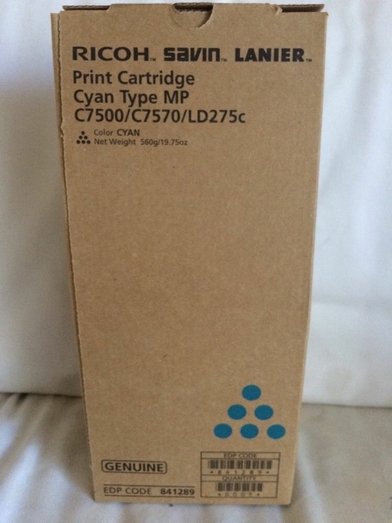 RICOH SAVIN LANIER
Print Cartridge
Cyan Type MP
C7500/C7570/LD275c
Color CYAN
Net Weight 560g/19.75oz
GENUINE
EDP CODE 841289
EDP CODE
*841289*
QUANTITY